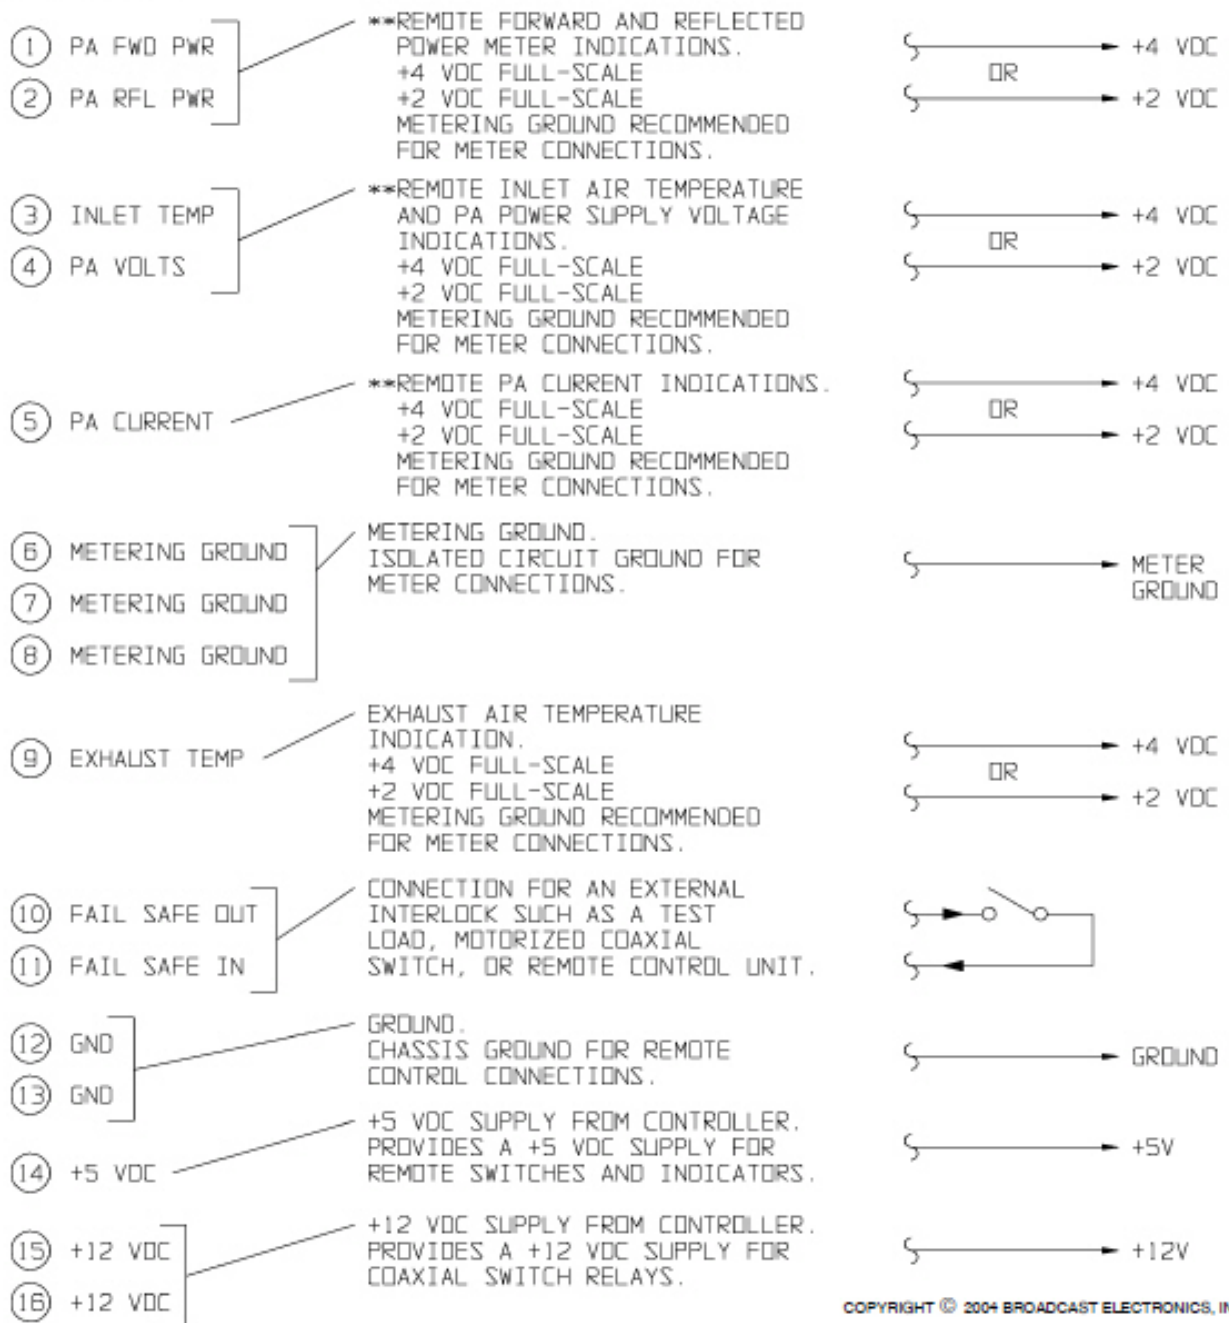 1 PA FWD PWR
2 PA RFL PWR
**REMOTE FORWARD AND REFLECTED
POWER METER INDICATIONS.
+4 VDC FULL-SCALE
+2 VDC FULL-SCALE
METERING GROUND RECOMMENDED
FOR METER CONNECTIONS.
+4 VDC
OR
+2 VDC
3 INLET TEMP
4 PA VOLTS
**REMOTE INLET AIR TEMPERATURE
AND PA POWER SUPPLY VOLTAGE
INDICATIONS.
+4 VDC FULL-SCALE
+2 VDC FULL-SCALE
METERING GROUND RECOMMENDED
FOR METER CONNECTIONS.
+4 VDC
OR
+2 VDC
5 PA CURRENT
**REMOTE PA CURRENT INDICATIONS.
+4 VDC FULL-SCALE
+2 VDC FULL-SCALE
METERING GROUND RECOMMENDED
FOR METER CONNECTIONS.
+4 VDC
OR
+2 VDC
6 METERING GROUND
7 METERING GROUND
8 METERING GROUND
METERING GROUND.
ISOLATED CIRCUIT GROUND FOR
METER CONNECTIONS.
METER
GROUND
9 EXHAUST TEMP
EXHAUST AIR TEMPERATURE
INDICATION.
+4 VDC FULL-SCALE
+2 VDC FULL-SCALE
METERING GROUND RECOMMENDED
FOR METER CONNECTIONS.
+4 VDC
OR
+2 VDC
10 FAIL SAFE OUT
11 FAIL SAFE IN
CONNECTION FOR AN EXTERNAL
INTERLOCK SUCH AS A TEST
LOAD, MOTORIZED COAXIAL
SWITCH, OR REMOTE CONTROL UNIT.
12 GND
13 GND
GROUND.
CHASSIS GROUND FOR REMOTE
CONTROL CONNECTIONS.
GROUND
14 +5 VDC
+5 VDC SUPPLY FROM CONTROLLER.
PROVIDES A +5 VDC SUPPLY FOR
REMOTE SWITCHES AND INDICATORS.
+5V
15 +12 VDC
16 +12 VDC
+12 VDC SUPPLY FROM CONTROLLER.
PROVIDES A +12 VDC SUPPLY FOR
COAXIAL SWITCH RELAYS.
+12V
COPYRIGHT © 2004 BROADCAST ELECTRONICS, IN